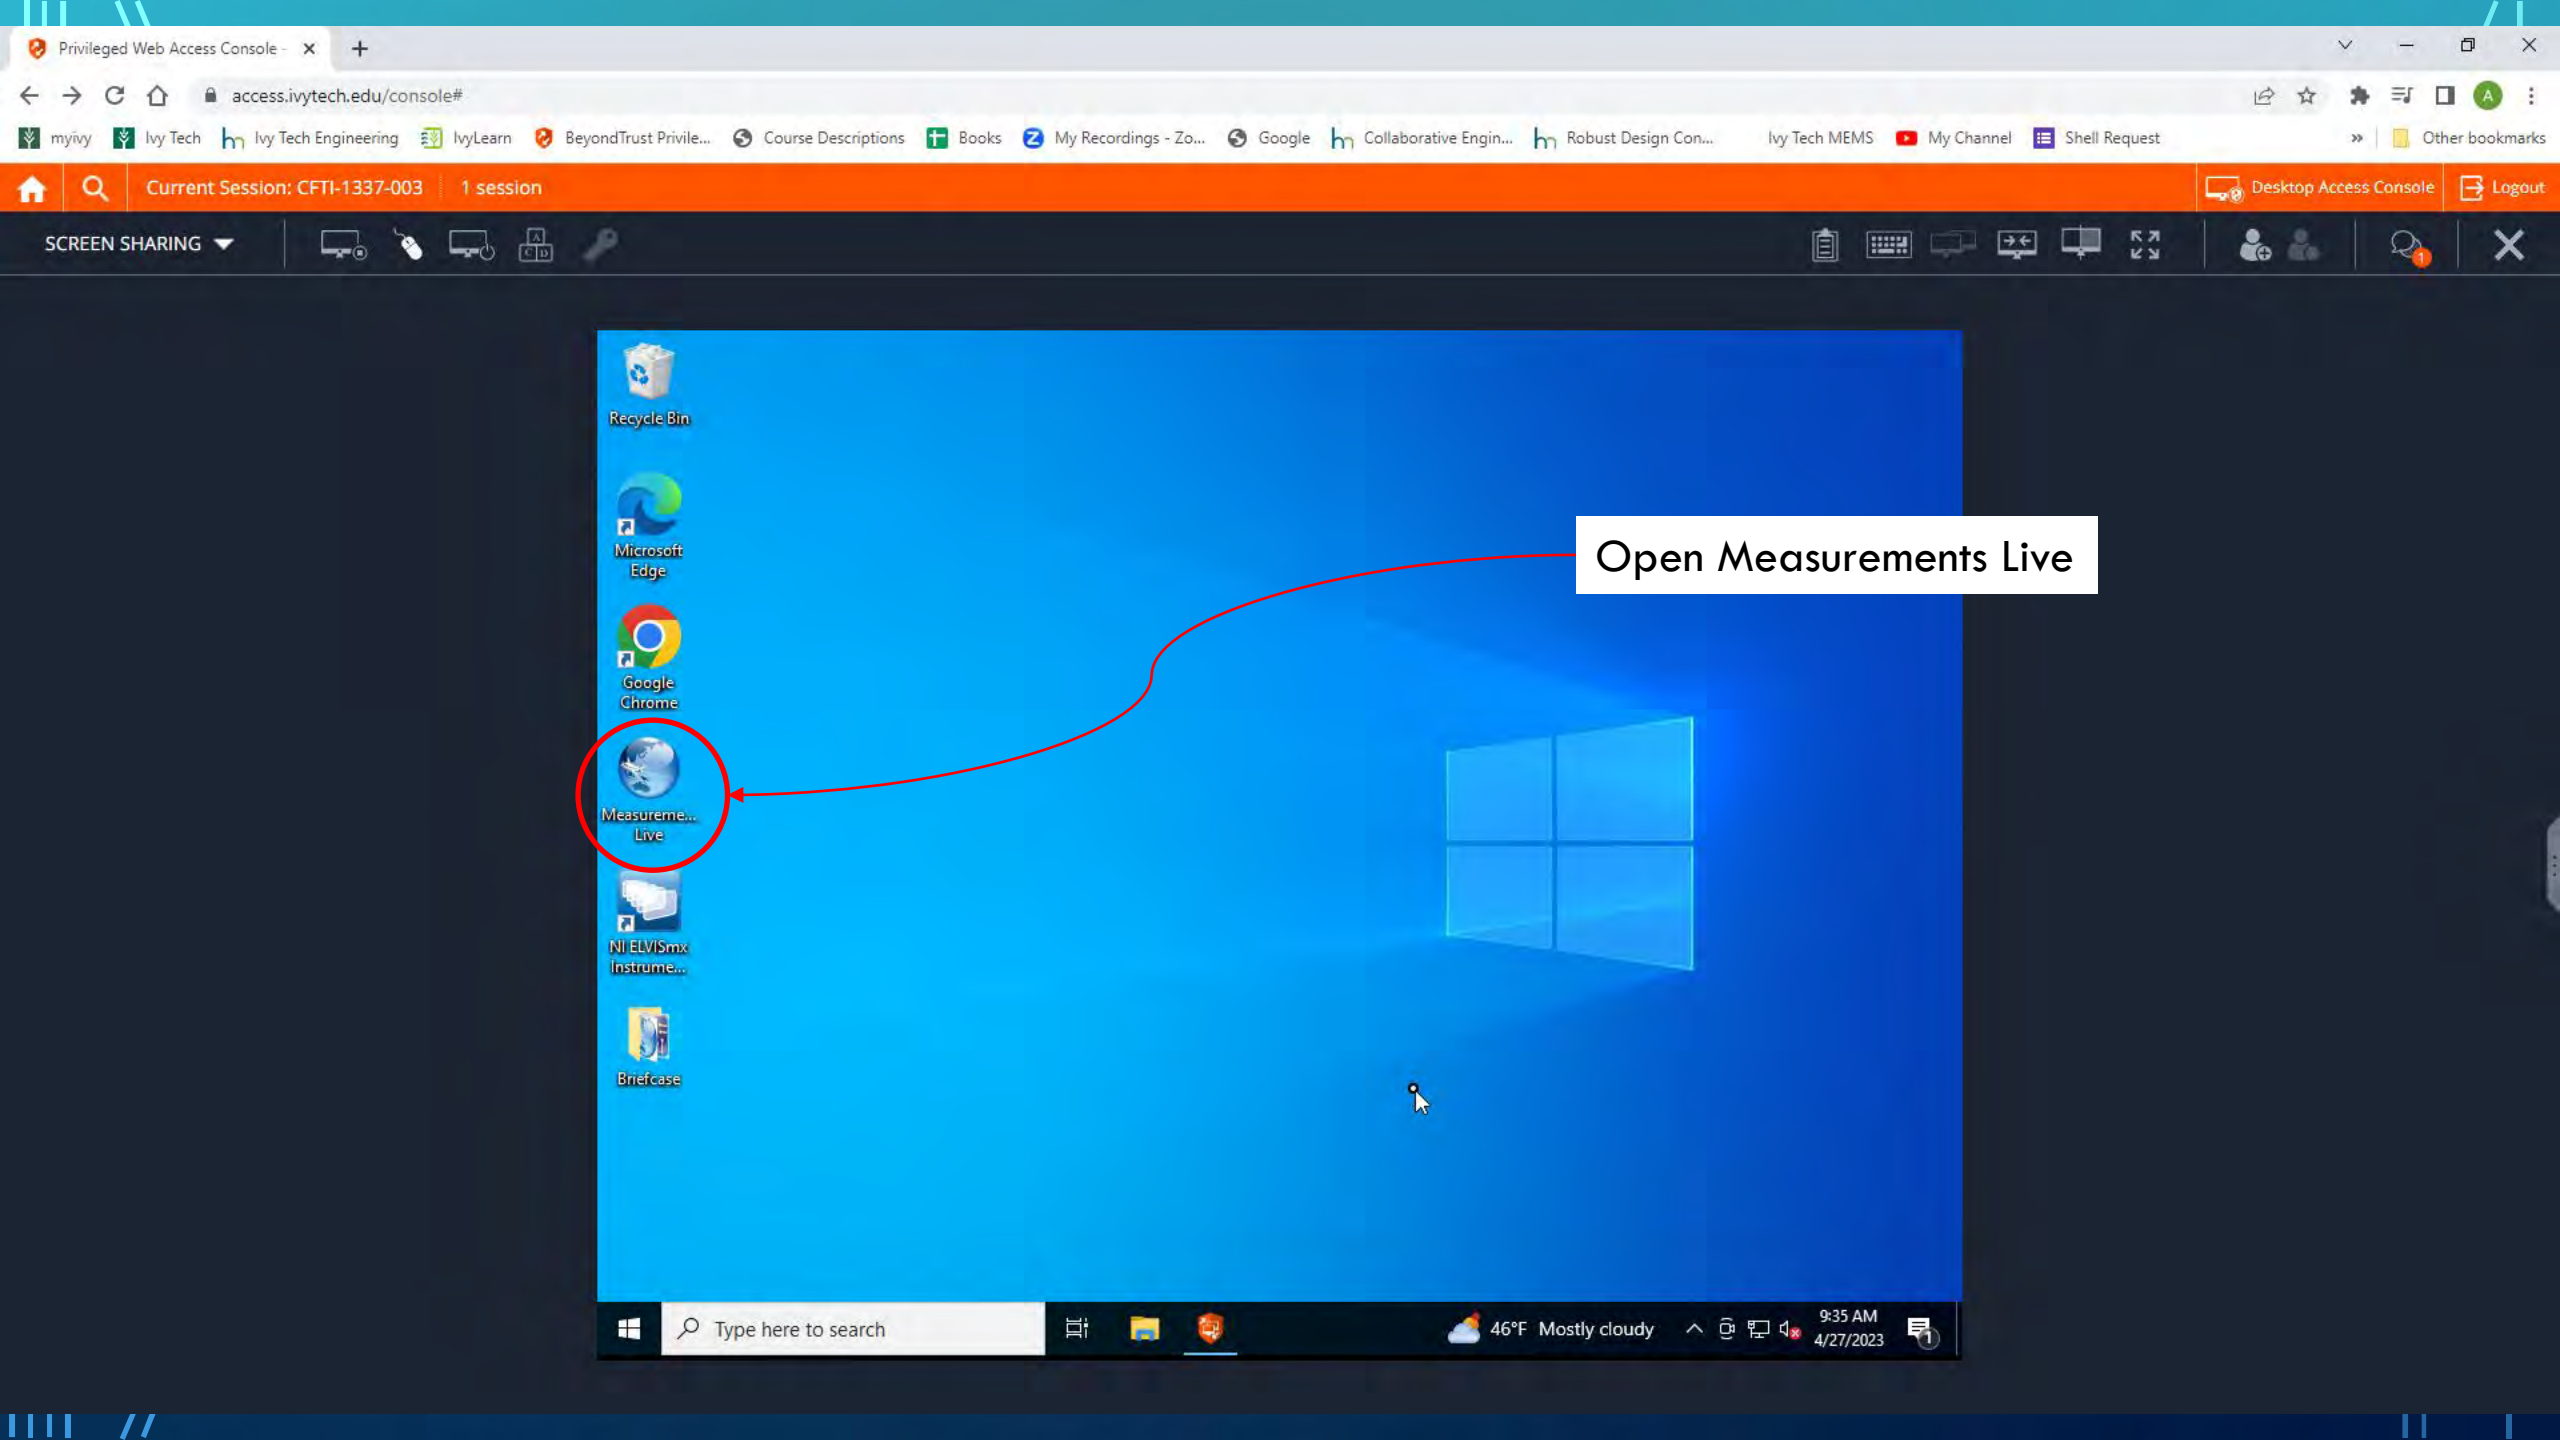 Privileged Web Access Console -
access.ivytech.edu/console#
A
myivy Ivy Tech Ivy Tech Engineering IvyLearn BeyondTrust Privile... Course Descriptions Books My Recordings - Zo... Google Collaborative Engin... Robust Design Con... Ivy Tech MEMS My Channel Shell Request » Other bookmarks
Current Session: CFTI-1337-003 1 session Desktop Access Console Logout
SCREEN SHARING
A
C D
1
Recycle Bin
Microsoft
Edge
Open Measurements Live
Google
Chrome
Measureme...
Live
NI ELVISmx
Instrume...
Briefcase
Type here to search
46°F Mostly cloudy
9:35 AM
4/27/2023
1